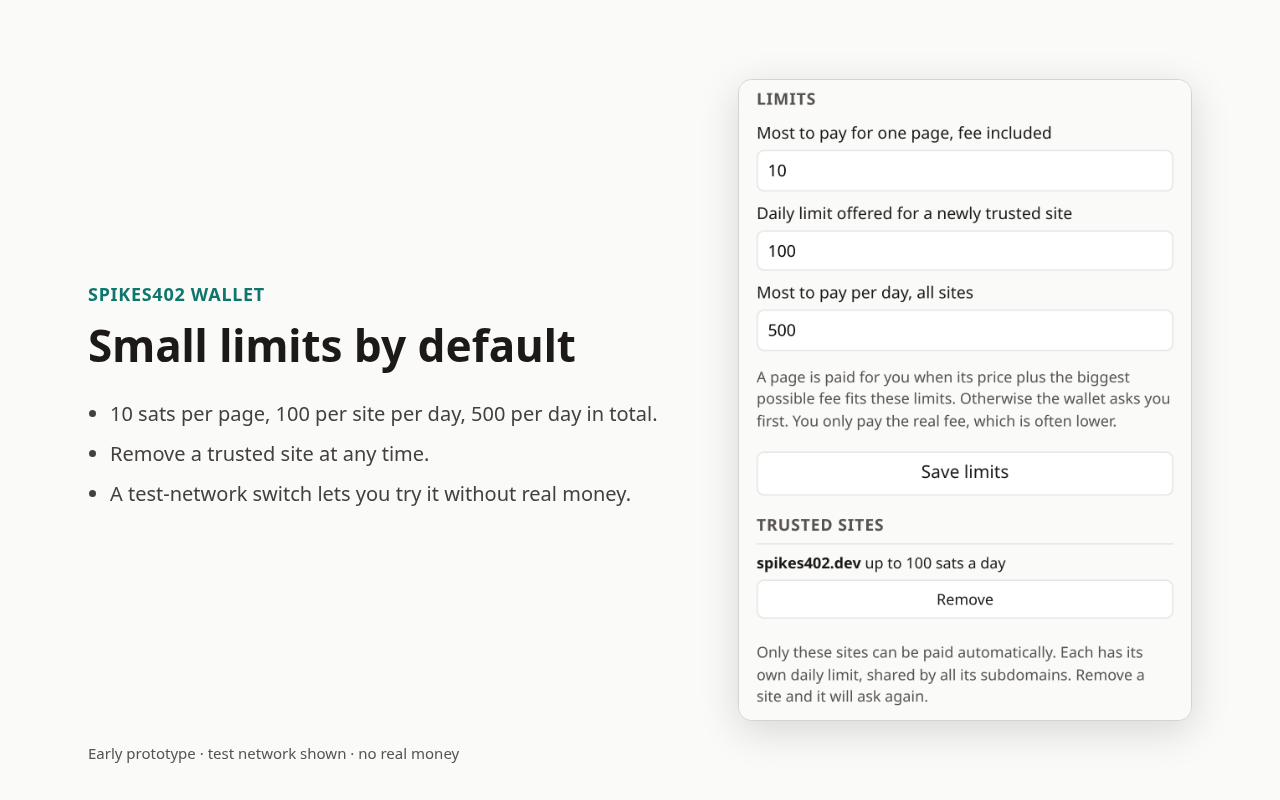 SPIKES402 WALLET
Small limits by default
• 10 sats per page, 100 per site per day, 500 per day in total.
• Remove a trusted site at any time.
• A test-network switch lets you try it without real money.
Early prototype · test network shown · no real money
LIMITS
Most to pay for one page, fee included
10
Daily limit offered for a newly trusted site
100
Most to pay per day, all sites
500
A page is paid for you when its price plus the biggest
possible fee fits these limits. Otherwise the wallet asks you
first. You only pay the real fee, which is often lower.
Save limits
TRUSTED SITES
spikes402.dev up to 100 sats a day
Remove
Only these sites can be paid automatically. Each has its
own daily limit, shared by all its subdomains. Remove a
site and it will ask again.